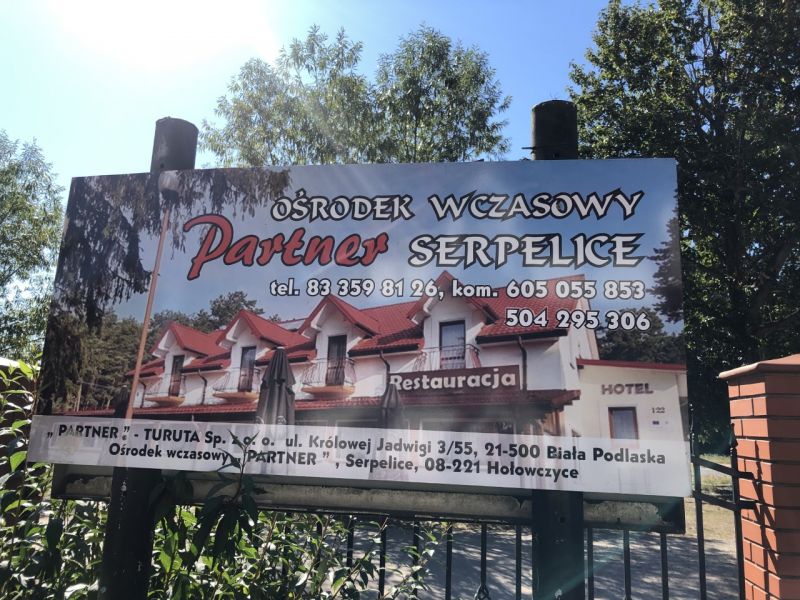 OŚRODEK WCZASOWY
Partner SERPELICE
tel. 83 359 81 26, kom. 605 055 853
504 295 306
Restauracja
HOTEL
122
„ PARTNER ” - TURUTA Sp. z o. o. ul. Królowej Jadwigi 3/55, 21-500 Biała Podlaska
Ośrodek wczasowy „ PARTNER ” , Serpelice, 08-221 Hołowczyce